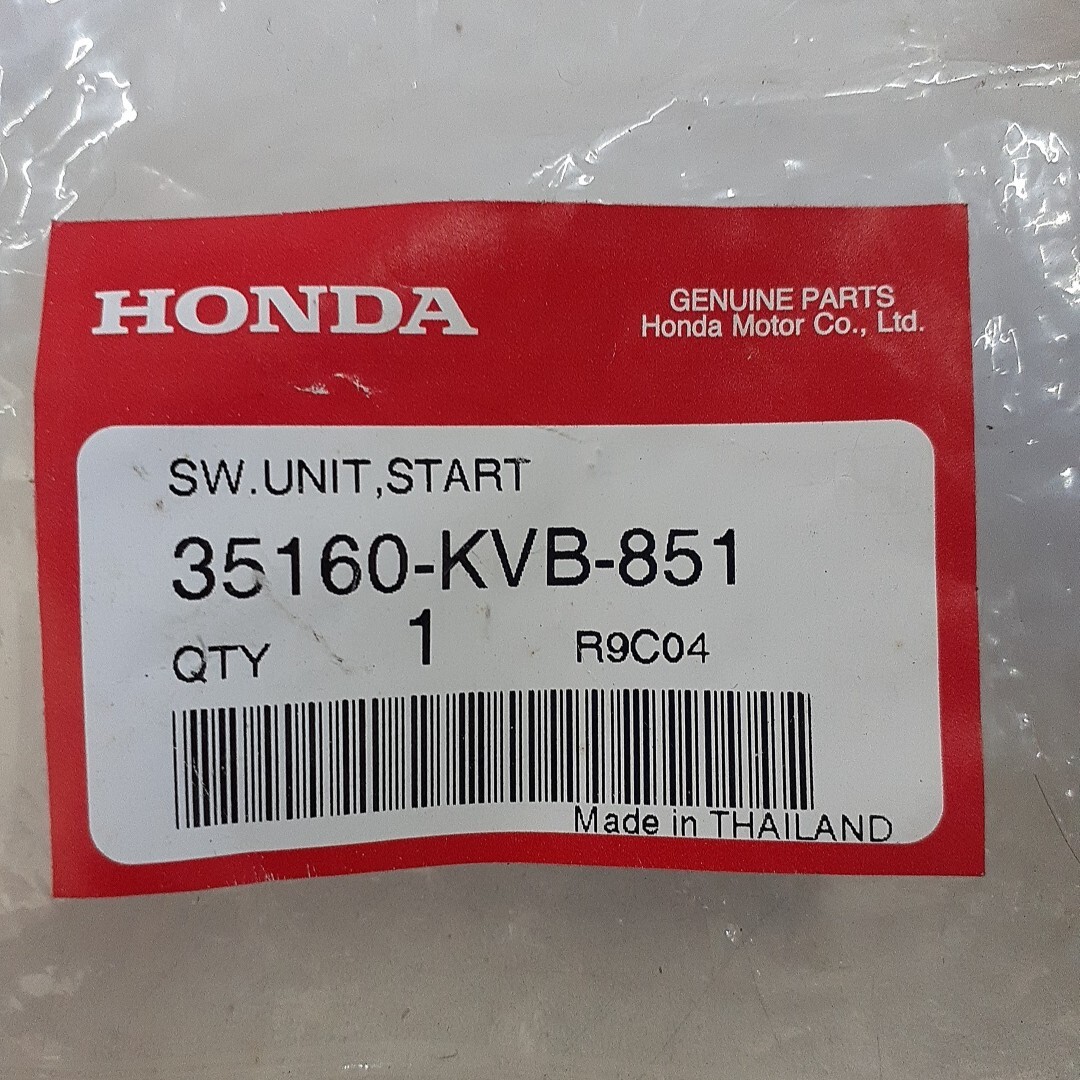 HONDA
GENUINE PARTS
Honda Motor Co., Ltd.
SW.UNIT,START
35160-KVB-851
QTY 1 R9C04
Made in THAILAND